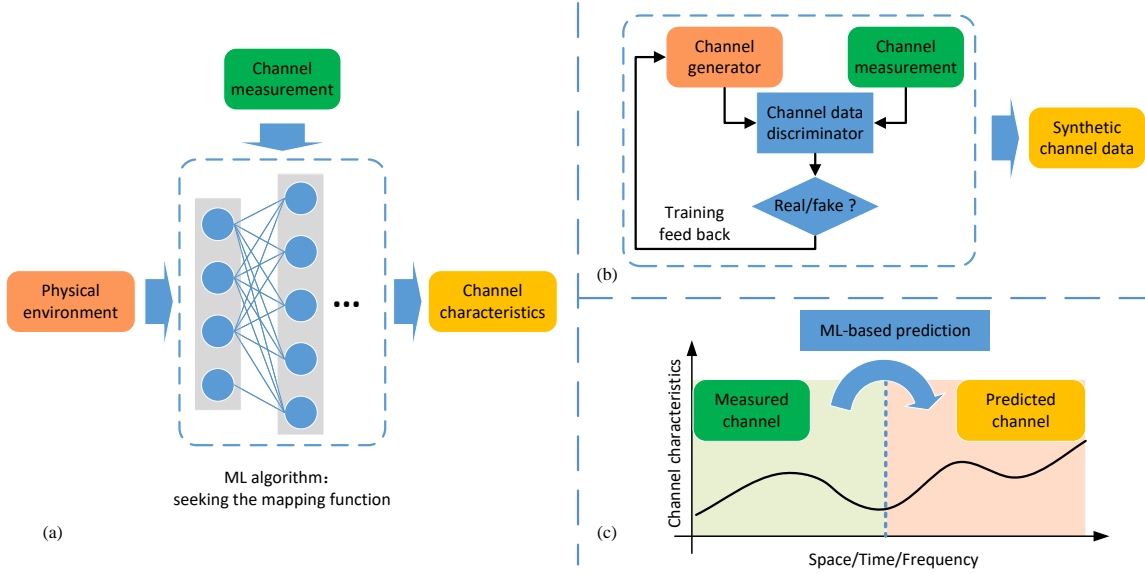 Channel
measurement
Physical
environment
...
Channel
characteristics
ML algorithm:
seeking the mapping function
(a)
Channel
generator
Channel
measurement
Channel data
discriminator
Real/fake ?
Training
feed back
Synthetic
channel data
(b)
ML-based prediction
Measured
channel
Predicted
channel
Channel characteristics
Space/Time/Frequency
(c)